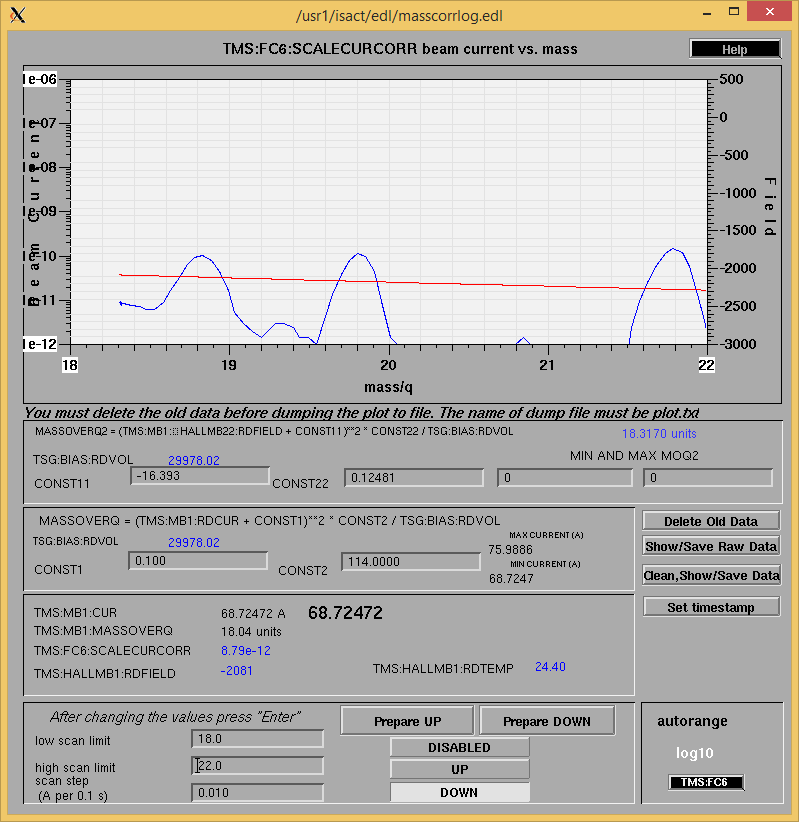 /usr1/isact/edl/masscorrlog.edl
TMS:FC6:SCALECURCORR beam current vs. mass
Help
1e-06
1e-07
1e-08
1e-09
1e-10
1e-11
1e-12
Beam Current
500
0
-500
-1000
-1500
-2000
-2500
-3000
Field
18 19 20 21 22
mass/q
You must delete the old data before dumping the plot to file. The name of dump file must be plot.txt
MASSOVERQ2 = (TMS:MB1: HALLMB22:RDFIELD + CONST11)**2 * CONST22 / TSG:BIAS:RDVOL
18.3170 units
TSG:BIAS:RDVOL 29978.02
MIN AND MAX MOQ2
CONST11 -16.393 CONST22 0.12481 0 0
MASSOVERQ = (TMS:MB1:RDCUR + CONST1)**2 * CONST2 / TSG:BIAS:RDVOL
TSG:BIAS:RDVOL 29978.02
MAX CURRENT (A)
75.9886
MIN CURRENT (A)
68.7247
CONST1 0.100 CONST2 114.0000
Delete Old Data
Show/Save Raw Data
Clean,Show/Save Data
Set timestamp
TMS:MB1:CUR 68.72472 A 68.72472
TMS:MB1:MASSOVERQ 18.04 units
TMS:FC6:SCALECURCORR 8.79e-12
TMS:HALLMB1:RDFIELD -2081
TMS:HALLMB1:RDTEMP 24.40
After changing the values press "Enter"
low scan limit 18.0
high scan limit 22.0
scan step
(A per 0.1 s) 0.010
Prepare UP Prepare DOWN
DISABLED
UP
DOWN
autorange
log10
TMS:FC6